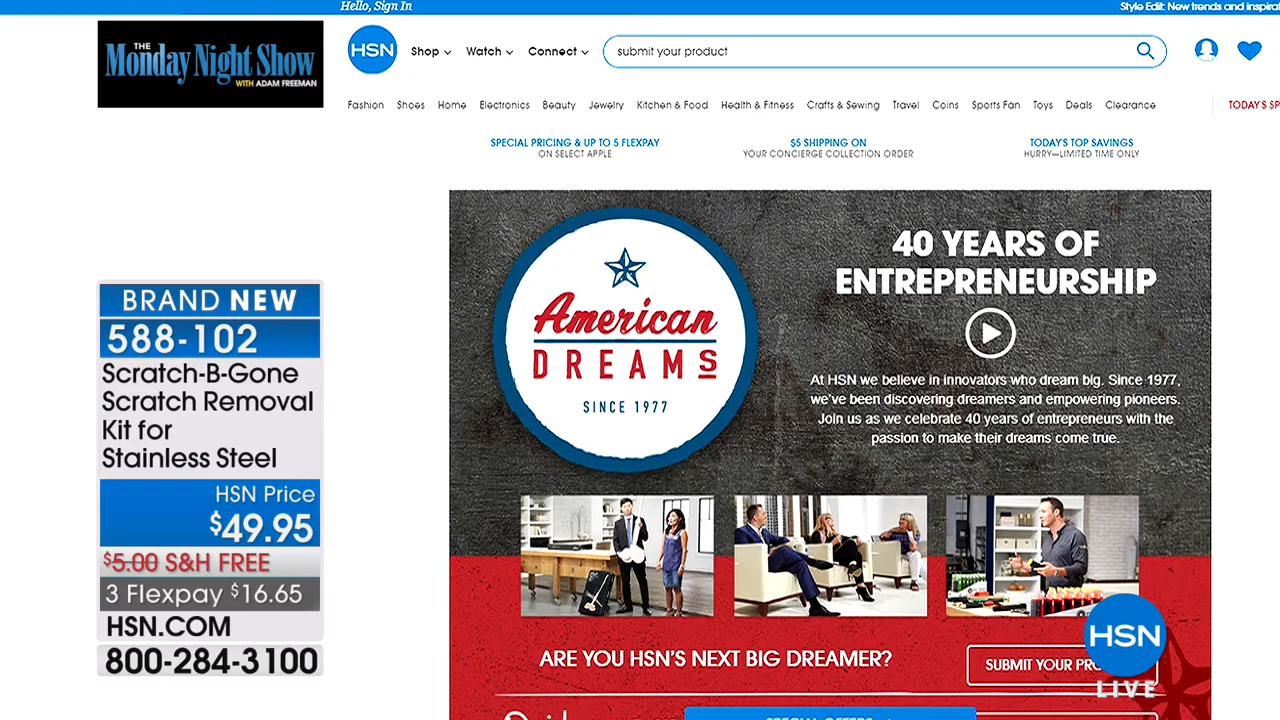 Hello, Sign In
Style Edit: New trends and inspirat
THE
Monday Night Show
WITH ADAM FREEMAN
HSN
Shop
Watch
Connect
submit your product
Fashion Shoes Home Electronics Beauty Jewelry Kitchen & Food Health & Fitness Crafts & Sewing Travel Coins Sports Fan Toys Deals Clearance TODAY'S SP
SPECIAL PRICING & UP TO 5 FLEXPAY
ON SELECT APPLE
$5 SHIPPING ON
YOUR CONCIERGE COLLECTION ORDER
TODAY'S TOP SAVINGS
HURRY—LIMITED TIME ONLY
BRAND NEW
588-102
Scratch-B-Gone
Scratch Removal
Kit for
Stainless Steel
HSN Price
$49.95
$5.00 S&H FREE
3 Flexpay $16.65
HSN.COM
800-284-3100
American
DREAMS
SINCE 1977
40 YEARS OF
ENTREPRENEURSHIP
At HSN we believe in innovators who dream big. Since 1977,
we've been discovering dreamers and empowering pioneers.
Join us as we celebrate 40 years of entrepreneurs with the
passion to make their dreams come true.
ARE YOU HSN'S NEXT BIG DREAMER?
SUBMIT YOUR PRO
HSN
LIVE